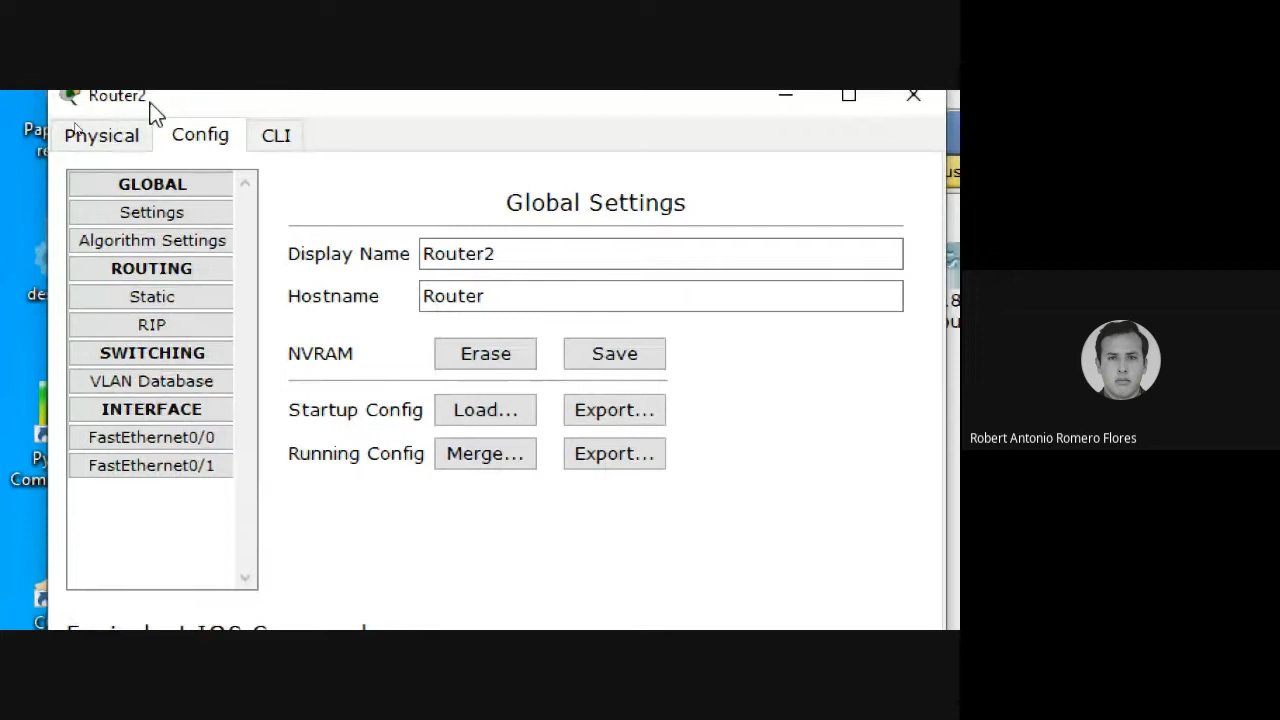 Router2
Physical
Config
CLI
GLOBAL
Settings
Algorithm Settings
ROUTING
Static
RIP
SWITCHING
VLAN Database
INTERFACE
FastEthernet0/0
FastEthernet0/1
Global Settings
Display Name Router2
Hostname Router
NVRAM Erase Save
Startup Config Load... Export...
Running Config Merge... Export...
Robert Antonio Romero Flores